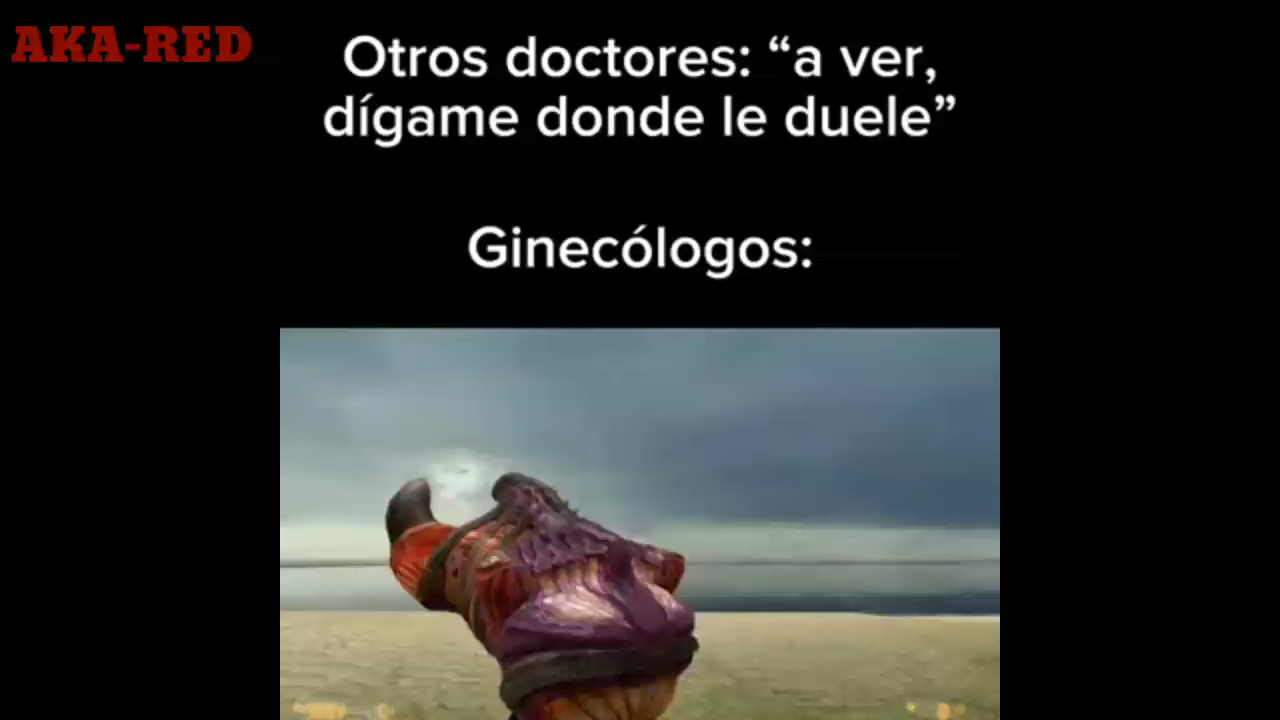 AKA-RED
Otros doctores: “a ver,
dígame donde le duele”
Ginecólogos: